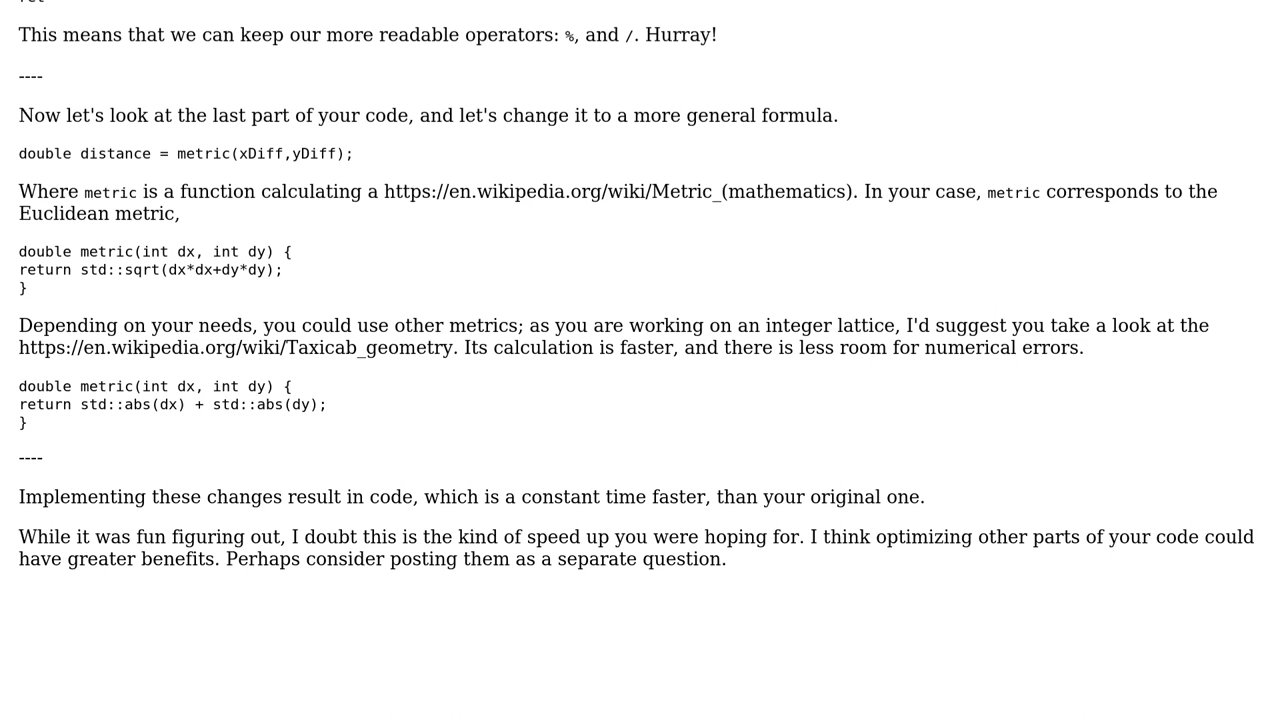 This means that we can keep our more readable operators: %, and /. Hurray!
----
Now let's look at the last part of your code, and let's change it to a more general formula.
double distance = metric(xDiff,yDiff);
Where metric is a function calculating a https://en.wikipedia.org/wiki/Metric_(mathematics). In your case, metric corresponds to the
Euclidean metric,
double metric(int dx, int dy) {
return std::sqrt(dx*dx+dy*dy);
}
Depending on your needs, you could use other metrics; as you are working on an integer lattice, I'd suggest you take a look at the
https://en.wikipedia.org/wiki/Taxicab_geometry. Its calculation is faster, and there is less room for numerical errors.
double metric(int dx, int dy) {
return std::abs(dx) + std::abs(dy);
}
----
Implementing these changes result in code, which is a constant time faster, than your original one.
While it was fun figuring out, I doubt this is the kind of speed up you were hoping for. I think optimizing other parts of your code could
have greater benefits. Perhaps consider posting them as a separate question.